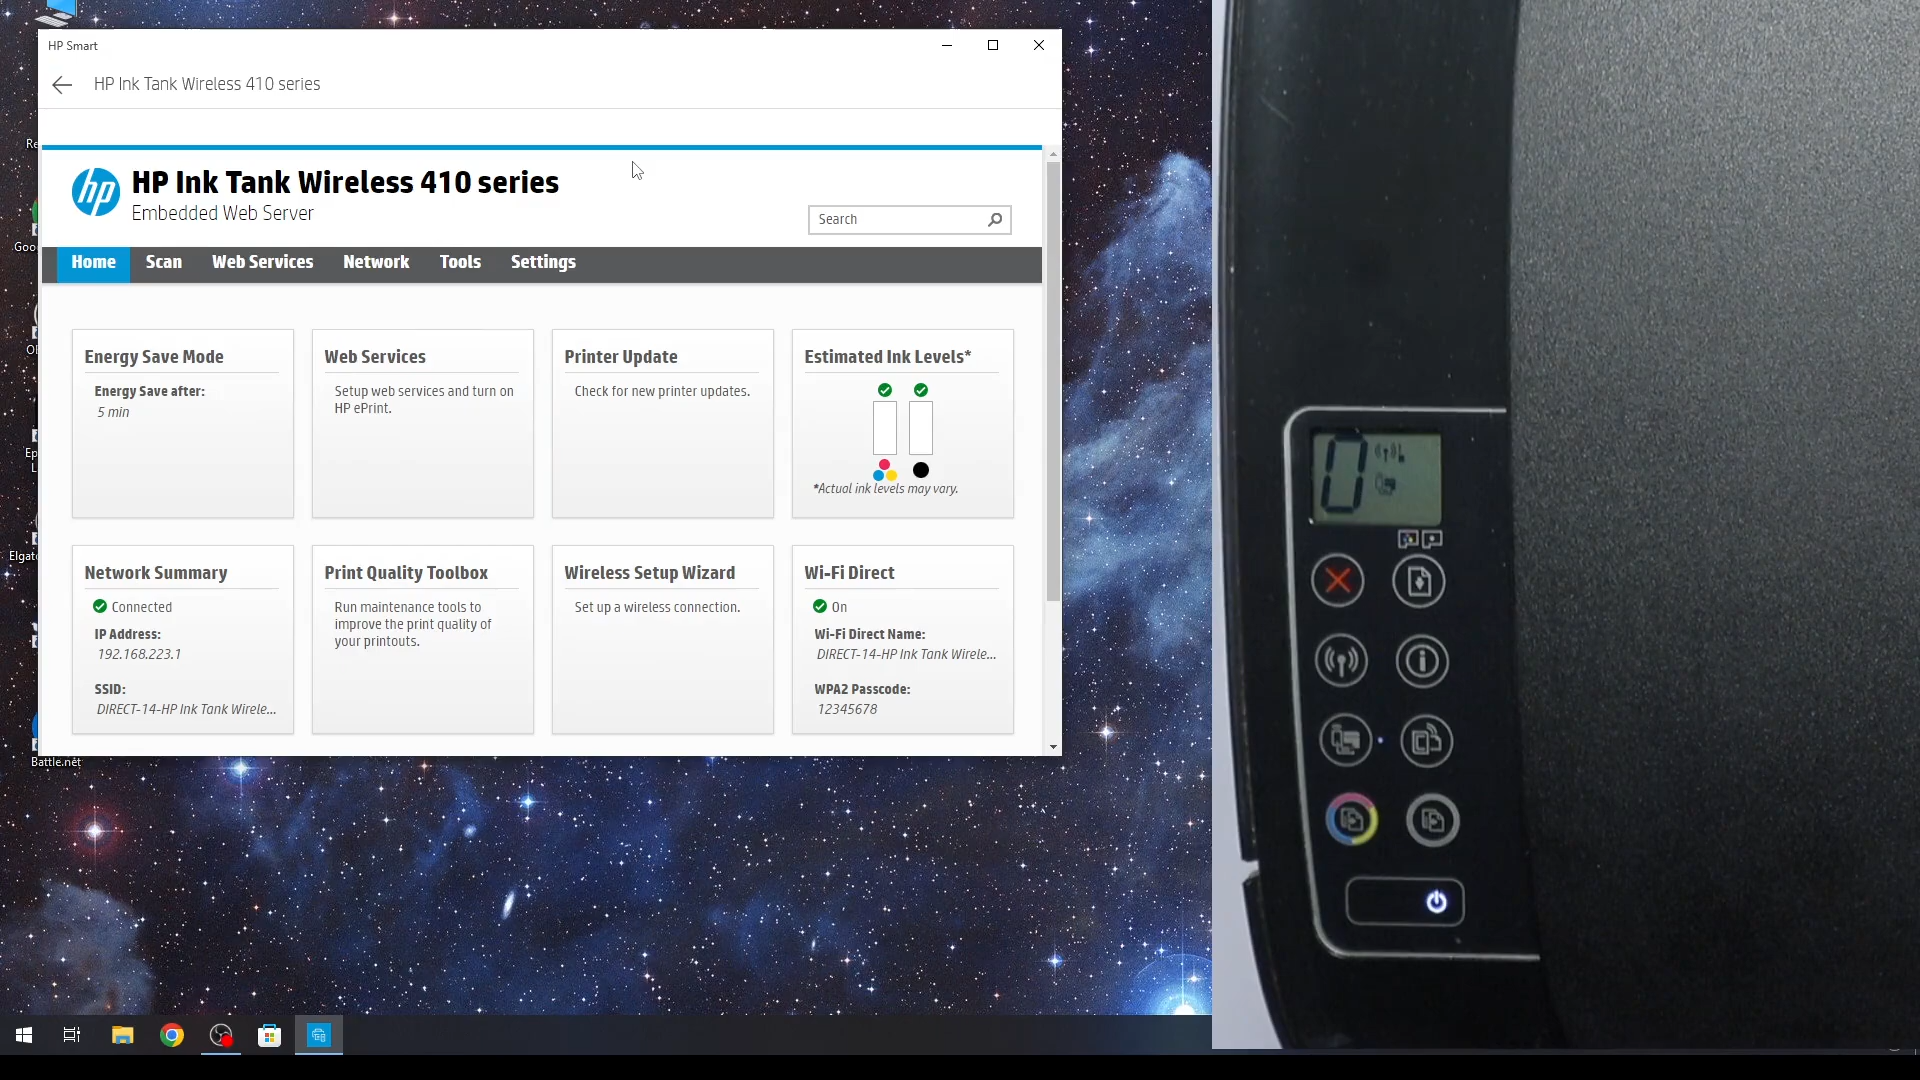 HP Smart
HP Ink Tank Wireless 410 series
hp
HP Ink Tank Wireless 410 series
Embedded Web Server
Search
Home Scan Web Services Network Tools Settings
Energy Save Mode
Energy Save after:
5 min
Web Services
Setup web services and turn on
HP ePrint.
Printer Update
Check for new printer updates.
Estimated Ink Levels*
*Actual ink levels may vary.
Network Summary
Connected
IP Address:
192.168.223.1
SSID:
DIRECT-14-HP Ink Tank Wirele...
Print Quality Toolbox
Run maintenance tools to
improve the print quality of
your printouts.
Wireless Setup Wizard
Set up a wireless connection.
Wi-Fi Direct
On
Wi-Fi Direct Name:
DIRECT-14-HP Ink Tank Wirele...
WPA2 Passcode:
12345678
Battle.net
0